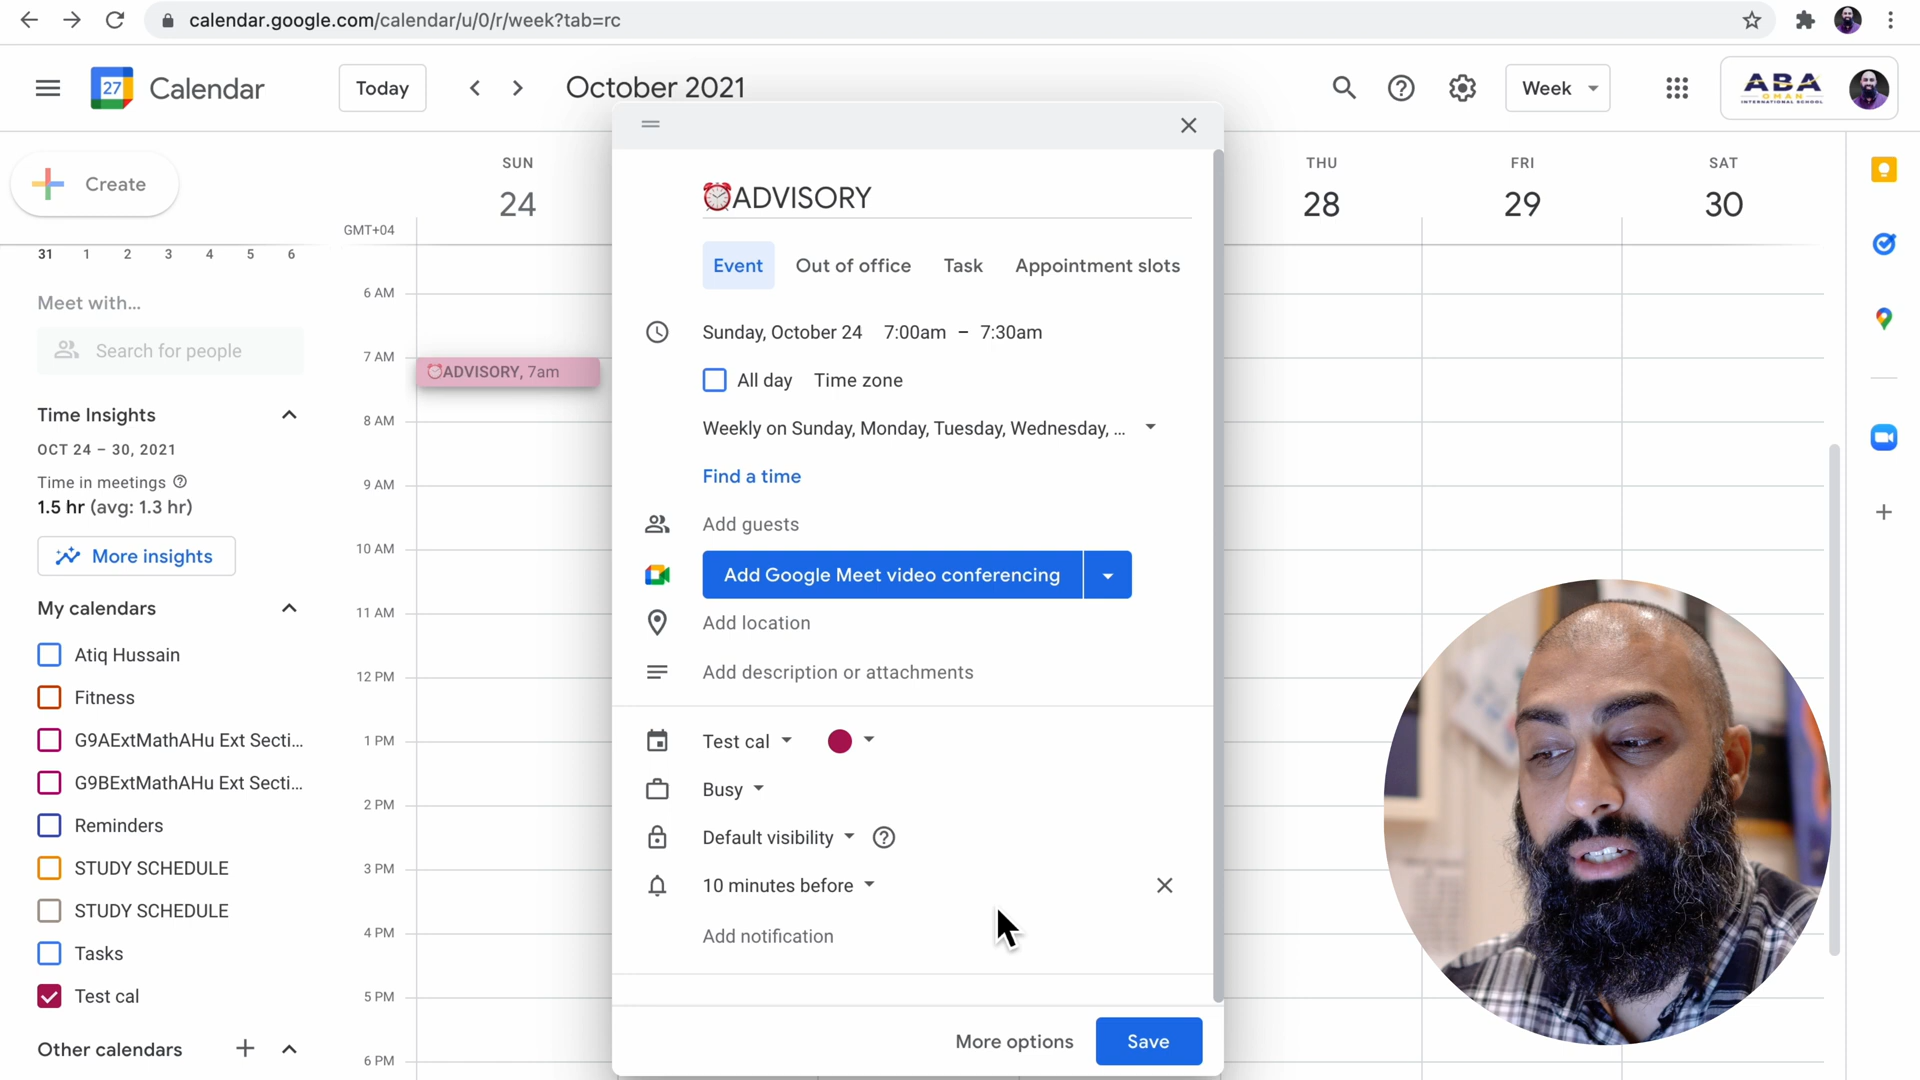 calendar.google.com/calendar/u/0/r/week?tab=rc
27 Calendar
Today
October 2021
Week
ABA
OMAN
INTERNATIONAL SCHOOL
Create
31 1 2 3 4 5 6
Meet with...
Search for people
Time Insights
OCT 24 – 30, 2021
Time in meetings
1.5 hr (avg: 1.3 hr)
More insights
My calendars
Atiq Hussain
Fitness
G9AExtMathAHu Ext Secti...
G9BExtMathAHu Ext Secti...
Reminders
STUDY SCHEDULE
STUDY SCHEDULE
Tasks
Test cal
Other calendars
GMT+04
SUN
24
THU
28
FRI
29
SAT
30
6 AM
7 AM
8 AM
9 AM
10 AM
11 AM
12 PM
1 PM
2 PM
3 PM
4 PM
5 PM
6 PM
⏰ADVISORY, 7am
⏰ADVISORY
Event Out of office Task Appointment slots
Sunday, October 24 7:00am – 7:30am
All day Time zone
Weekly on Sunday, Monday, Tuesday, Wednesday, ...
Find a time
Add guests
Add Google Meet video conferencing
Add location
Add description or attachments
Test cal
Busy
Default visibility
10 minutes before
Add notification
More options
Save